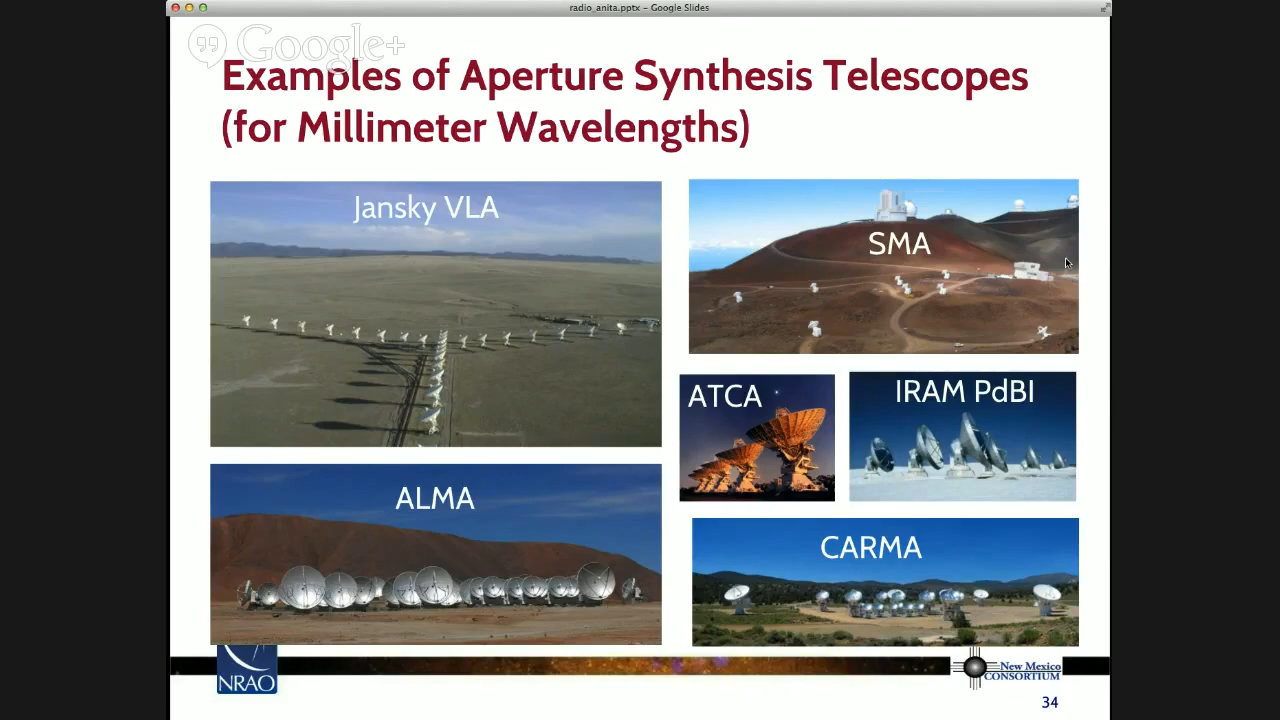 radio_anita.pptx - Google Slides
Google+
Examples of Aperture Synthesis Telescopes
(for Millimeter Wavelengths)
Jansky VLA
SMA
ATCA
IRAM PdBI
ALMA
CARMA
NRAO
New Mexico
CONSORTIUM
34